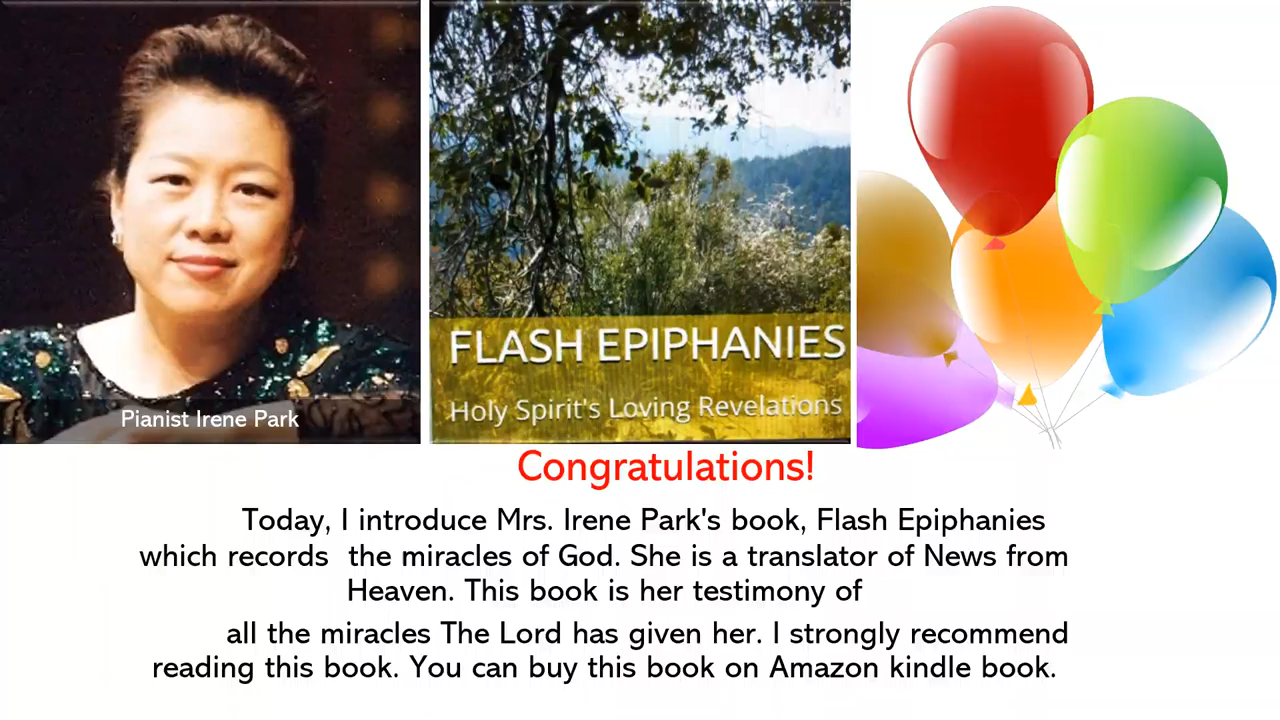 Pianist Irene Park
FLASH EPIPHANIES
Holy Spirit's Loving Revelations
Congratulations!
Today, I introduce Mrs. Irene Park's book, Flash Epiphanies
which records the miracles of God. She is a translator of News from
Heaven. This book is her testimony of
all the miracles The Lord has given her. I strongly recommend
reading this book. You can buy this book on Amazon kindle book.